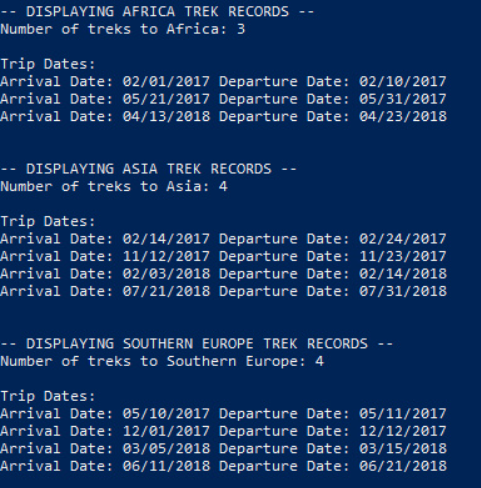 -- DISPLAYING AFRICA TREK RECORDS --
Number of treks to Africa: 3
Trip Dates:
Arrival Date: 02/01/2017 Departure Date: 02/10/2017
Arrival Date: 05/21/2017 Departure Date: 05/31/2017
Arrival Date: 04/13/2018 Departure Date: 04/23/2018
-- DISPLAYING ASIA TREK RECORDS --
Number of treks to Asia: 4
Trip Dates:
Arrival Date: 02/14/2017 Departure Date: 02/24/2017
Arrival Date: 11/12/2017 Departure Date: 11/23/2017
Arrival Date: 02/03/2018 Departure Date: 02/14/2018
Arrival Date: 07/21/2018 Departure Date: 07/31/2018
-- DISPLAYING SOUTHERN EUROPE TREK RECORDS --
Number of treks to Southern Europe: 4
Trip Dates:
Arrival Date: 05/10/2017 Departure Date: 05/11/2017
Arrival Date: 12/01/2017 Departure Date: 12/12/2017
Arrival Date: 03/05/2018 Departure Date: 03/15/2018
Arrival Date: 06/11/2018 Departure Date: 06/21/2018